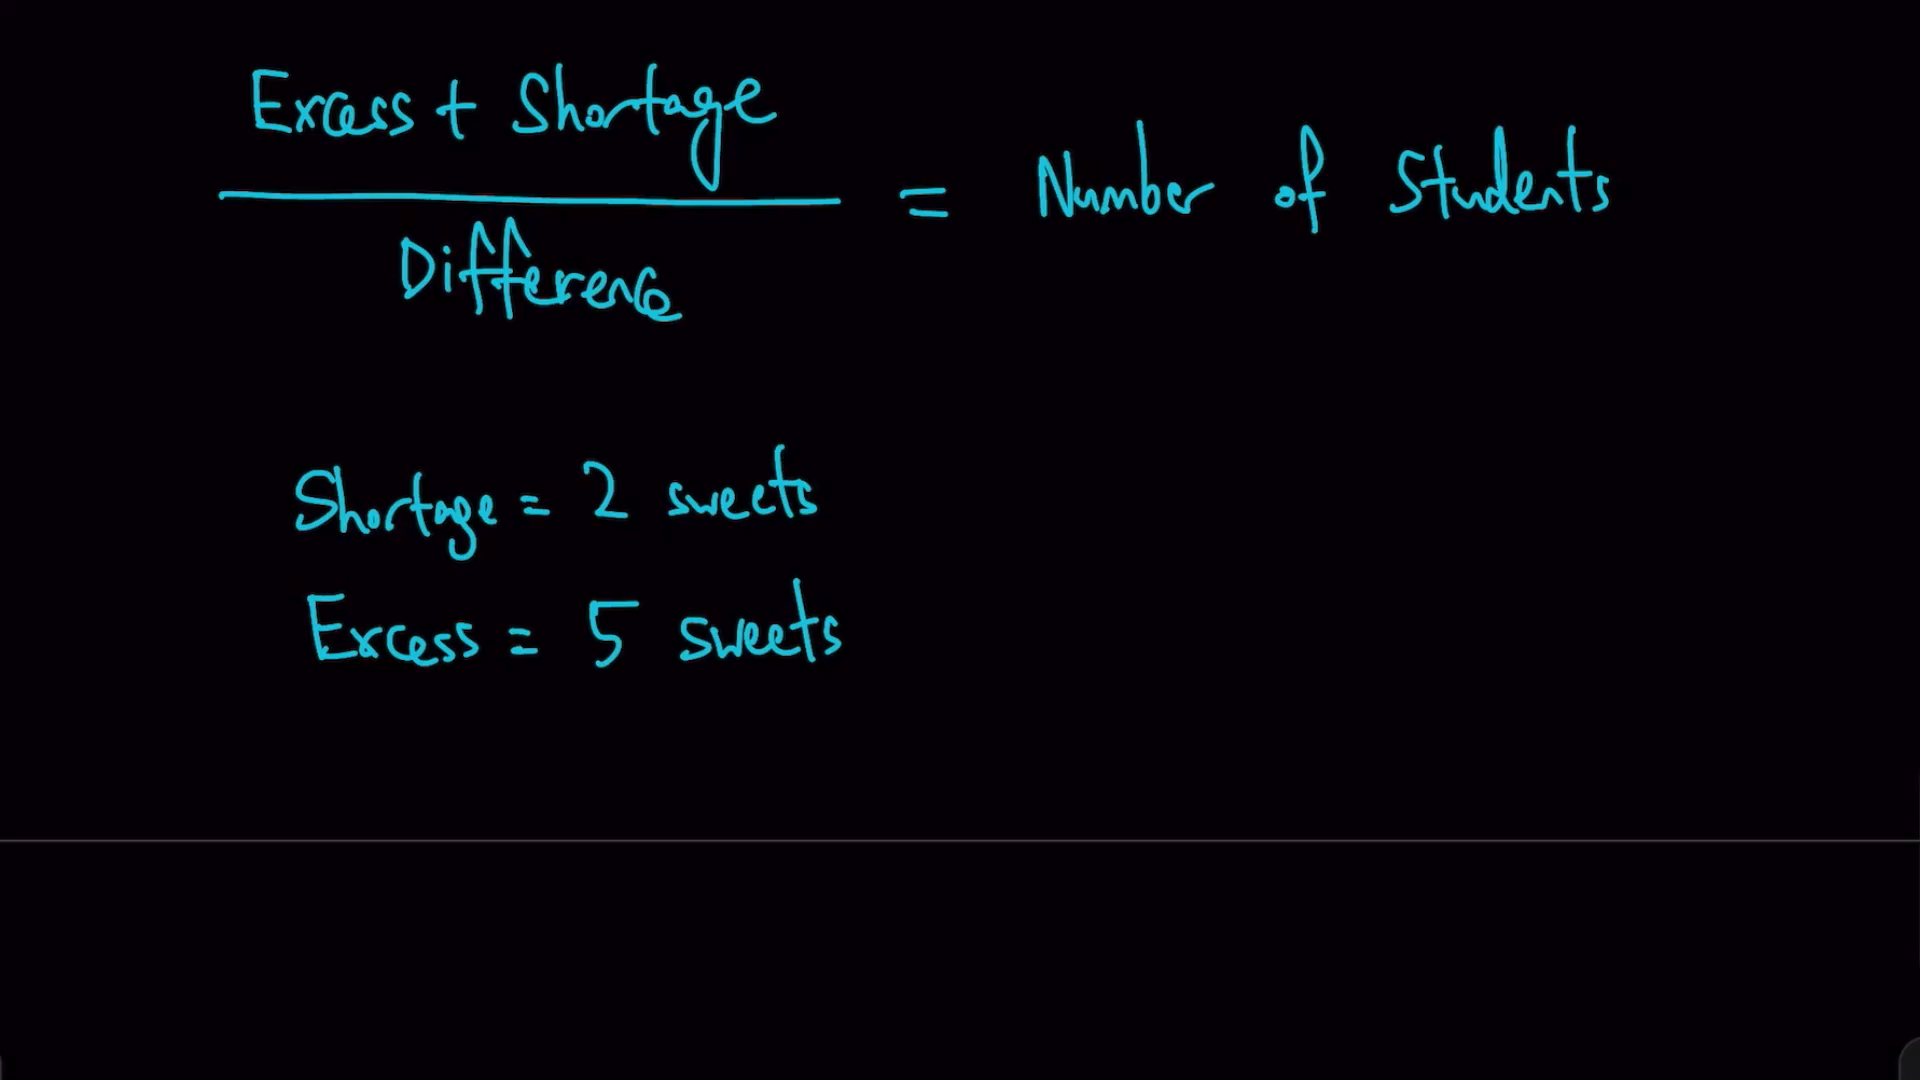 Excess + Shortage
Difference
= Number of Students
Shortage = 2 sweets
Excess = 5 sweets